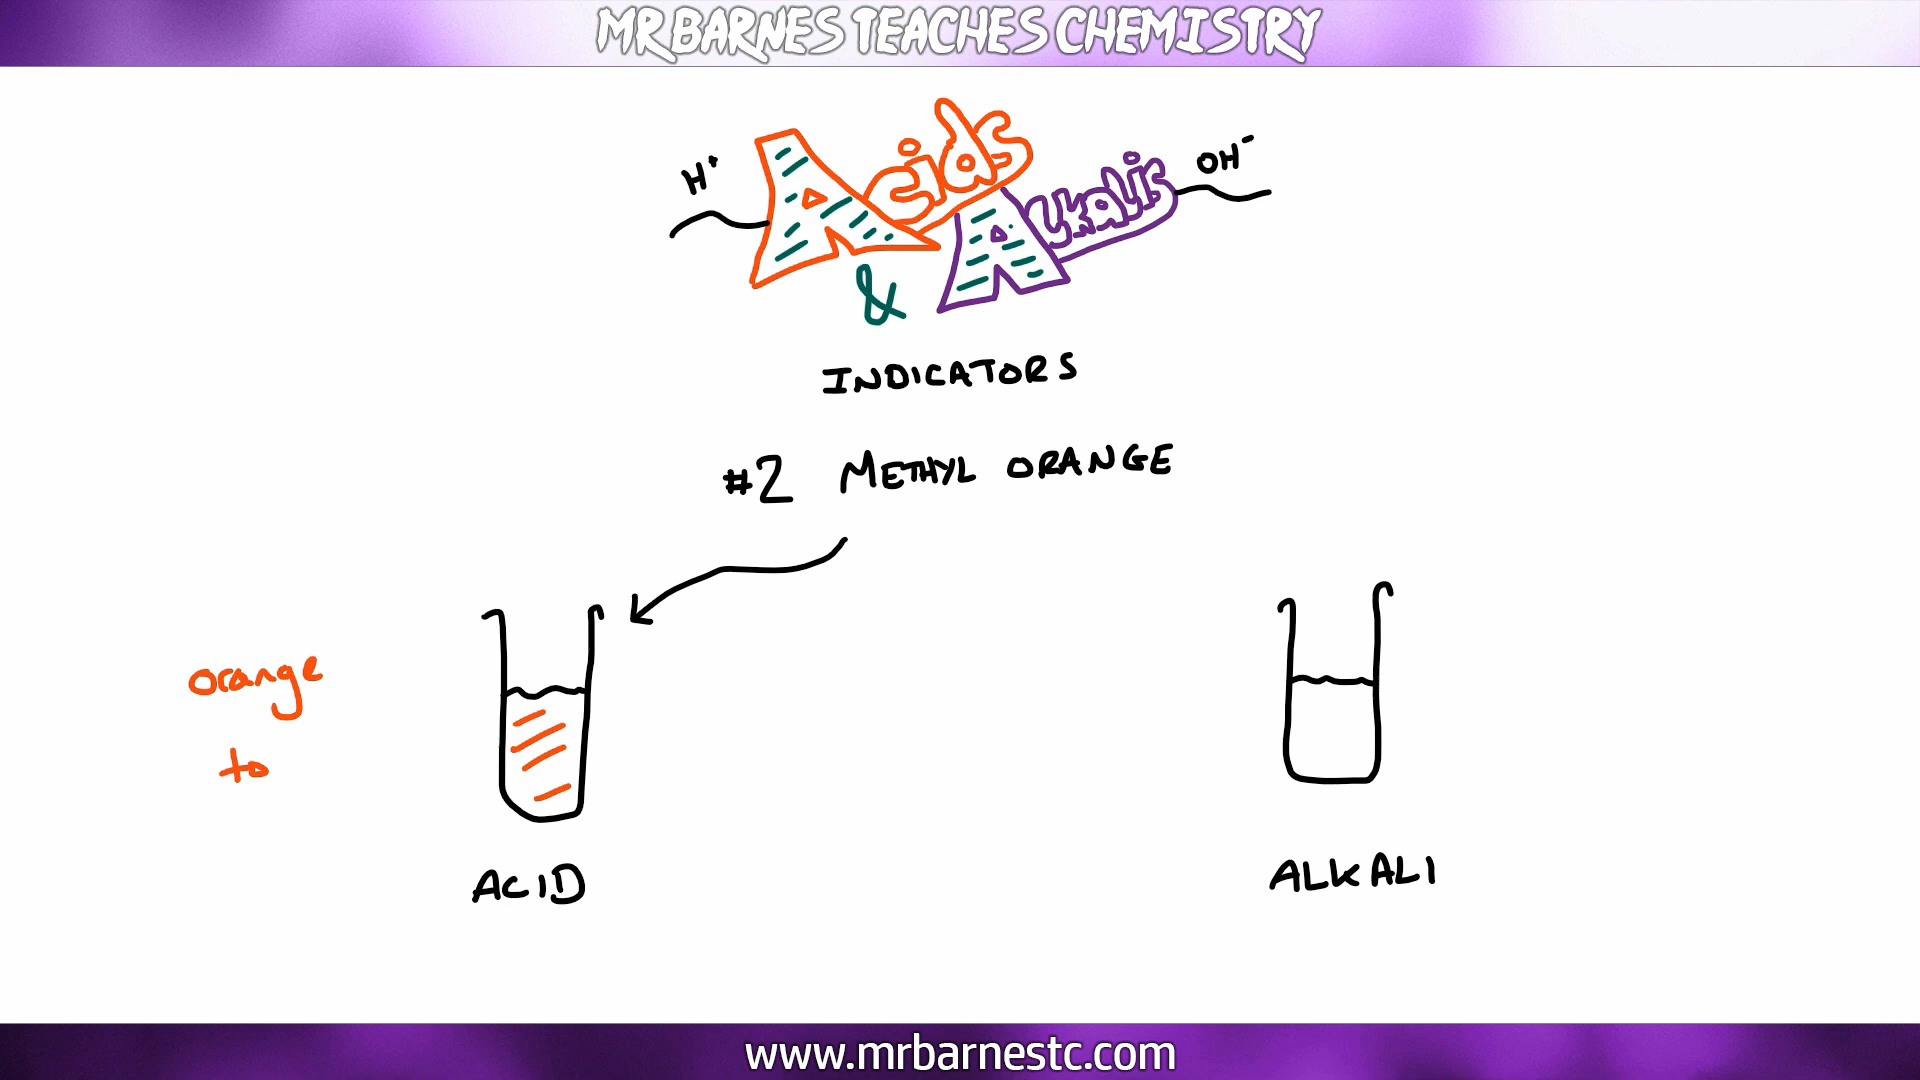 MR BARNES TEACHES CHEMISTRY
H⁺
Acids
& Alkalis
OH⁻
INDICATORS
#2 METHYL ORANGE
orange
to
ACID
ALKALI
www.mrbarnestc.com